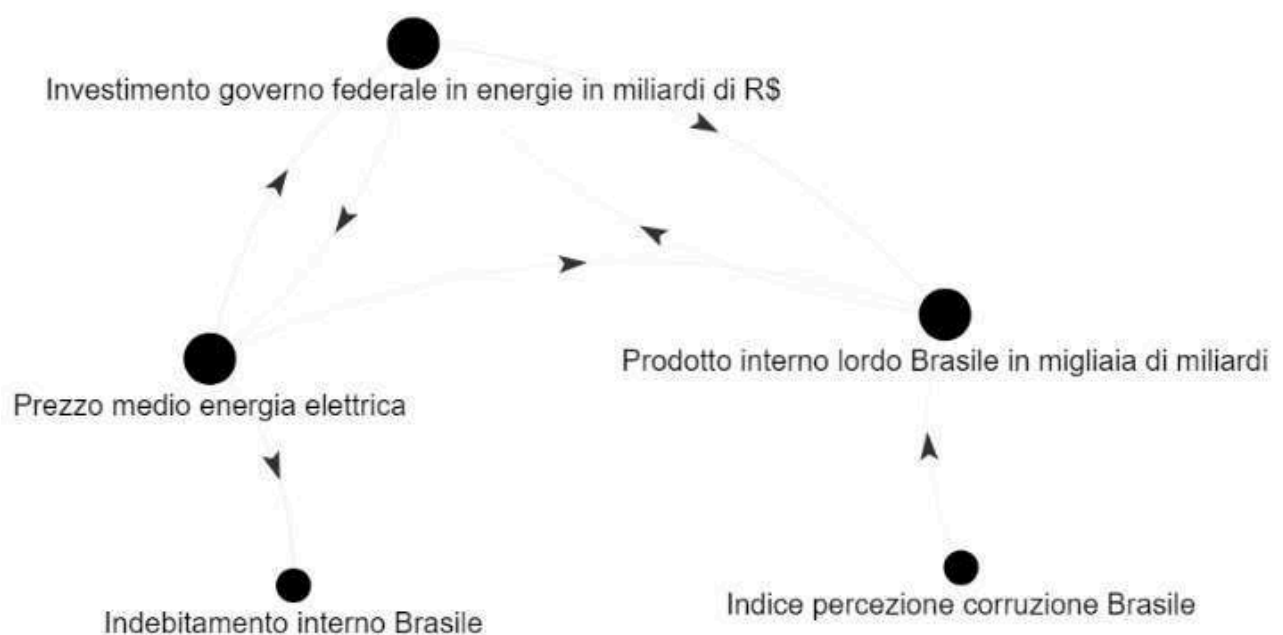 Investimento governo federale in energie in miliardi di R$
Prodotto interno lordo Brasile in migliaia di miliardi
Prezzo medio energia elettrica
Indice percezione corruzione Brasile
Indebitamento interno Brasile